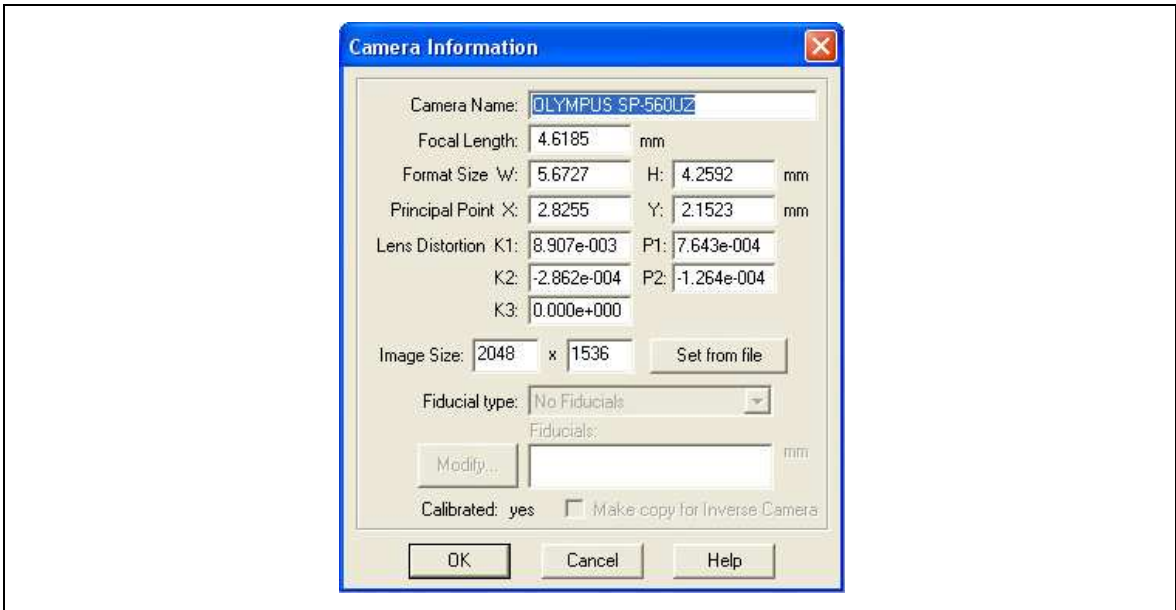 Camera Information
Camera Name: OLYMPUS SP-560UZ
Focal Length: 4.6185 mm
Format Size W: 5.6727 H: 4.2592 mm
Principal Point X: 2.8255 Y: 2.1523 mm
Lens Distortion K1: 8.907e-003 P1: 7.643e-004
K2: -2.862e-004 P2: -1.264e-004
K3: 0.000e+000
Image Size: 2048 x 1536 Set from file
Fiducial type: No Fiducials
Fiducials:
Modify... mm
Calibrated: yes Make copy for Inverse Camera
OK Cancel Help